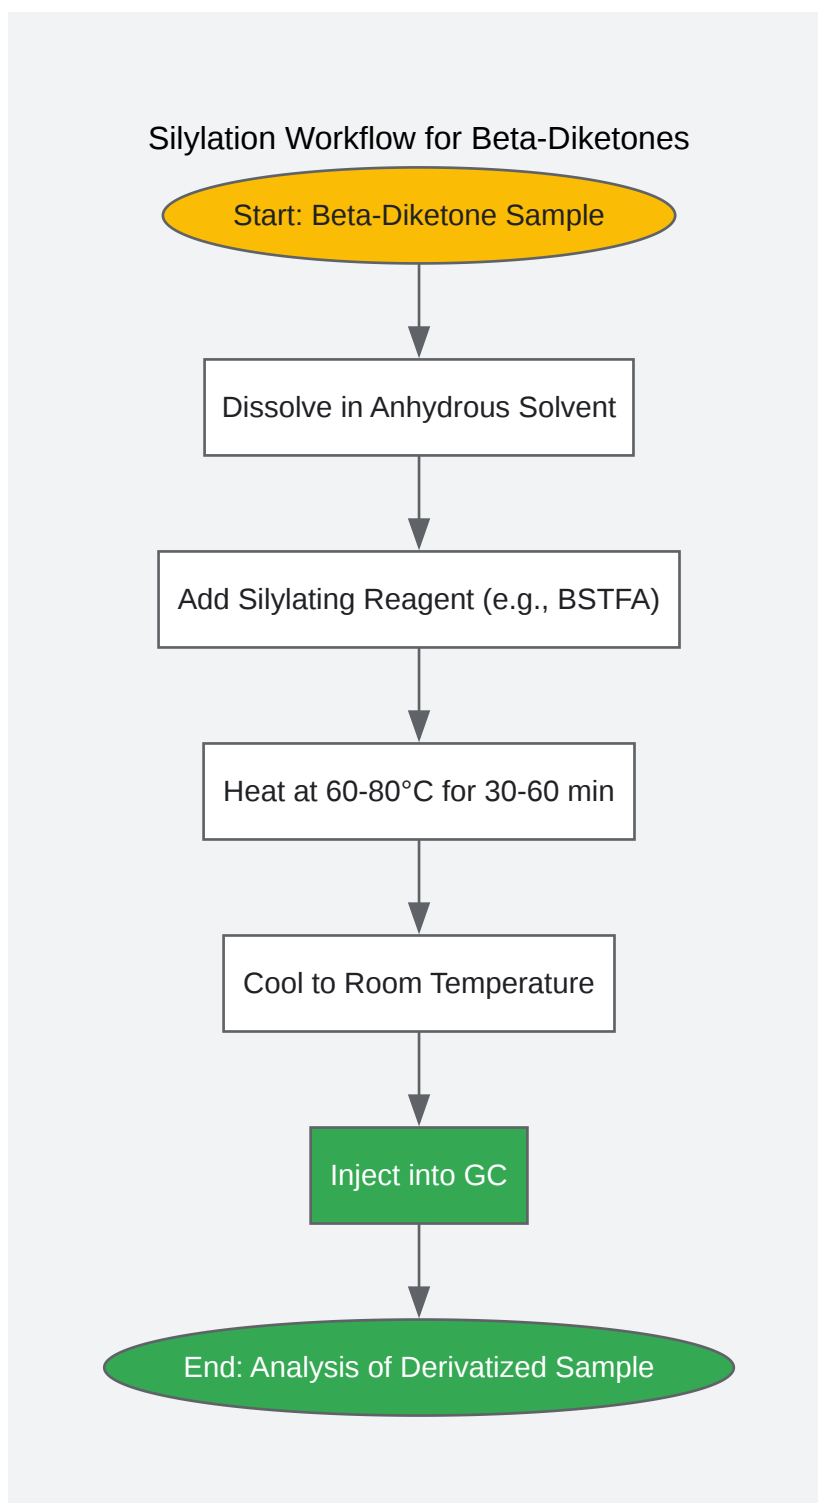 Silylation Workflow for Beta-Diketones
Start: Beta-Diketone Sample
Dissolve in Anhydrous Solvent
Add Silylating Reagent (e.g., BSTFA)
Heat at 60-80°C for 30-60 min
Cool to Room Temperature
Inject into GC
End: Analysis of Derivatized Sample